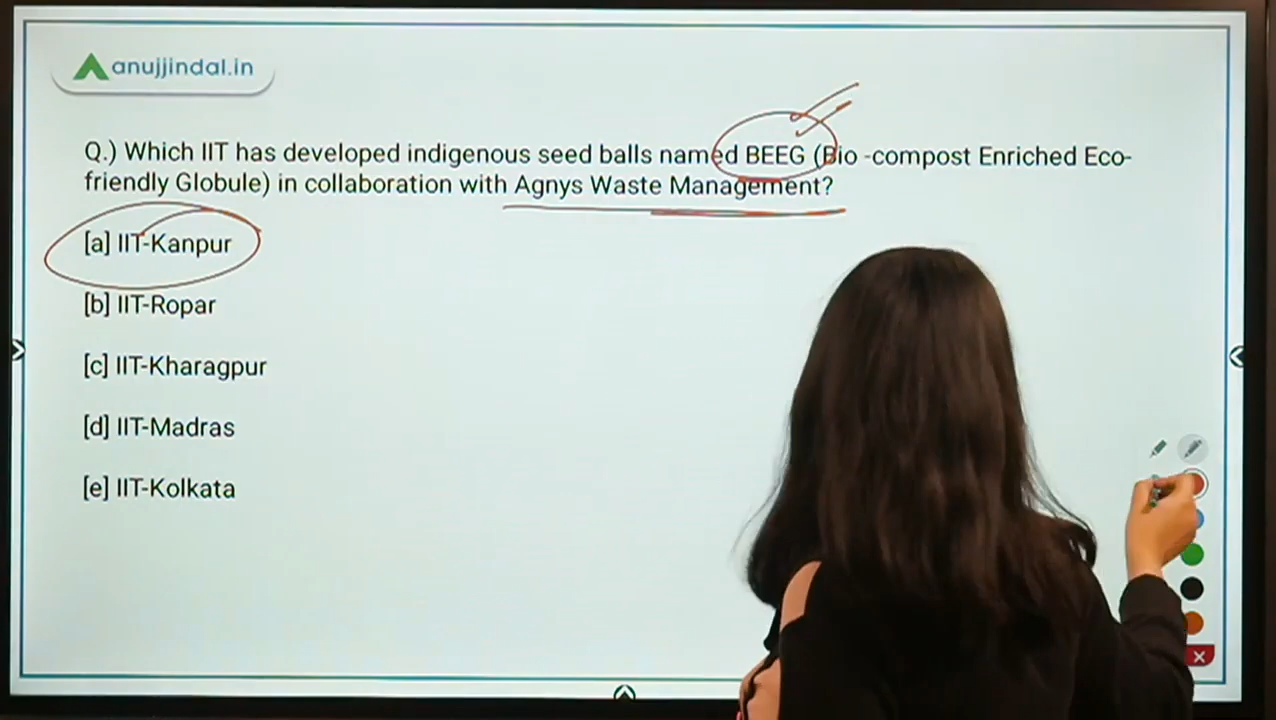 anujjindal.in
Q.) Which IIT has developed indigenous seed balls named BEEG (Bio -compost Enriched Eco-
friendly Globule) in collaboration with Agnys Waste Management?
[a] IIT-Kanpur
[b] IIT-Ropar
[c] IIT-Kharagpur
[d] IIT-Madras
[e] IIT-Kolkata